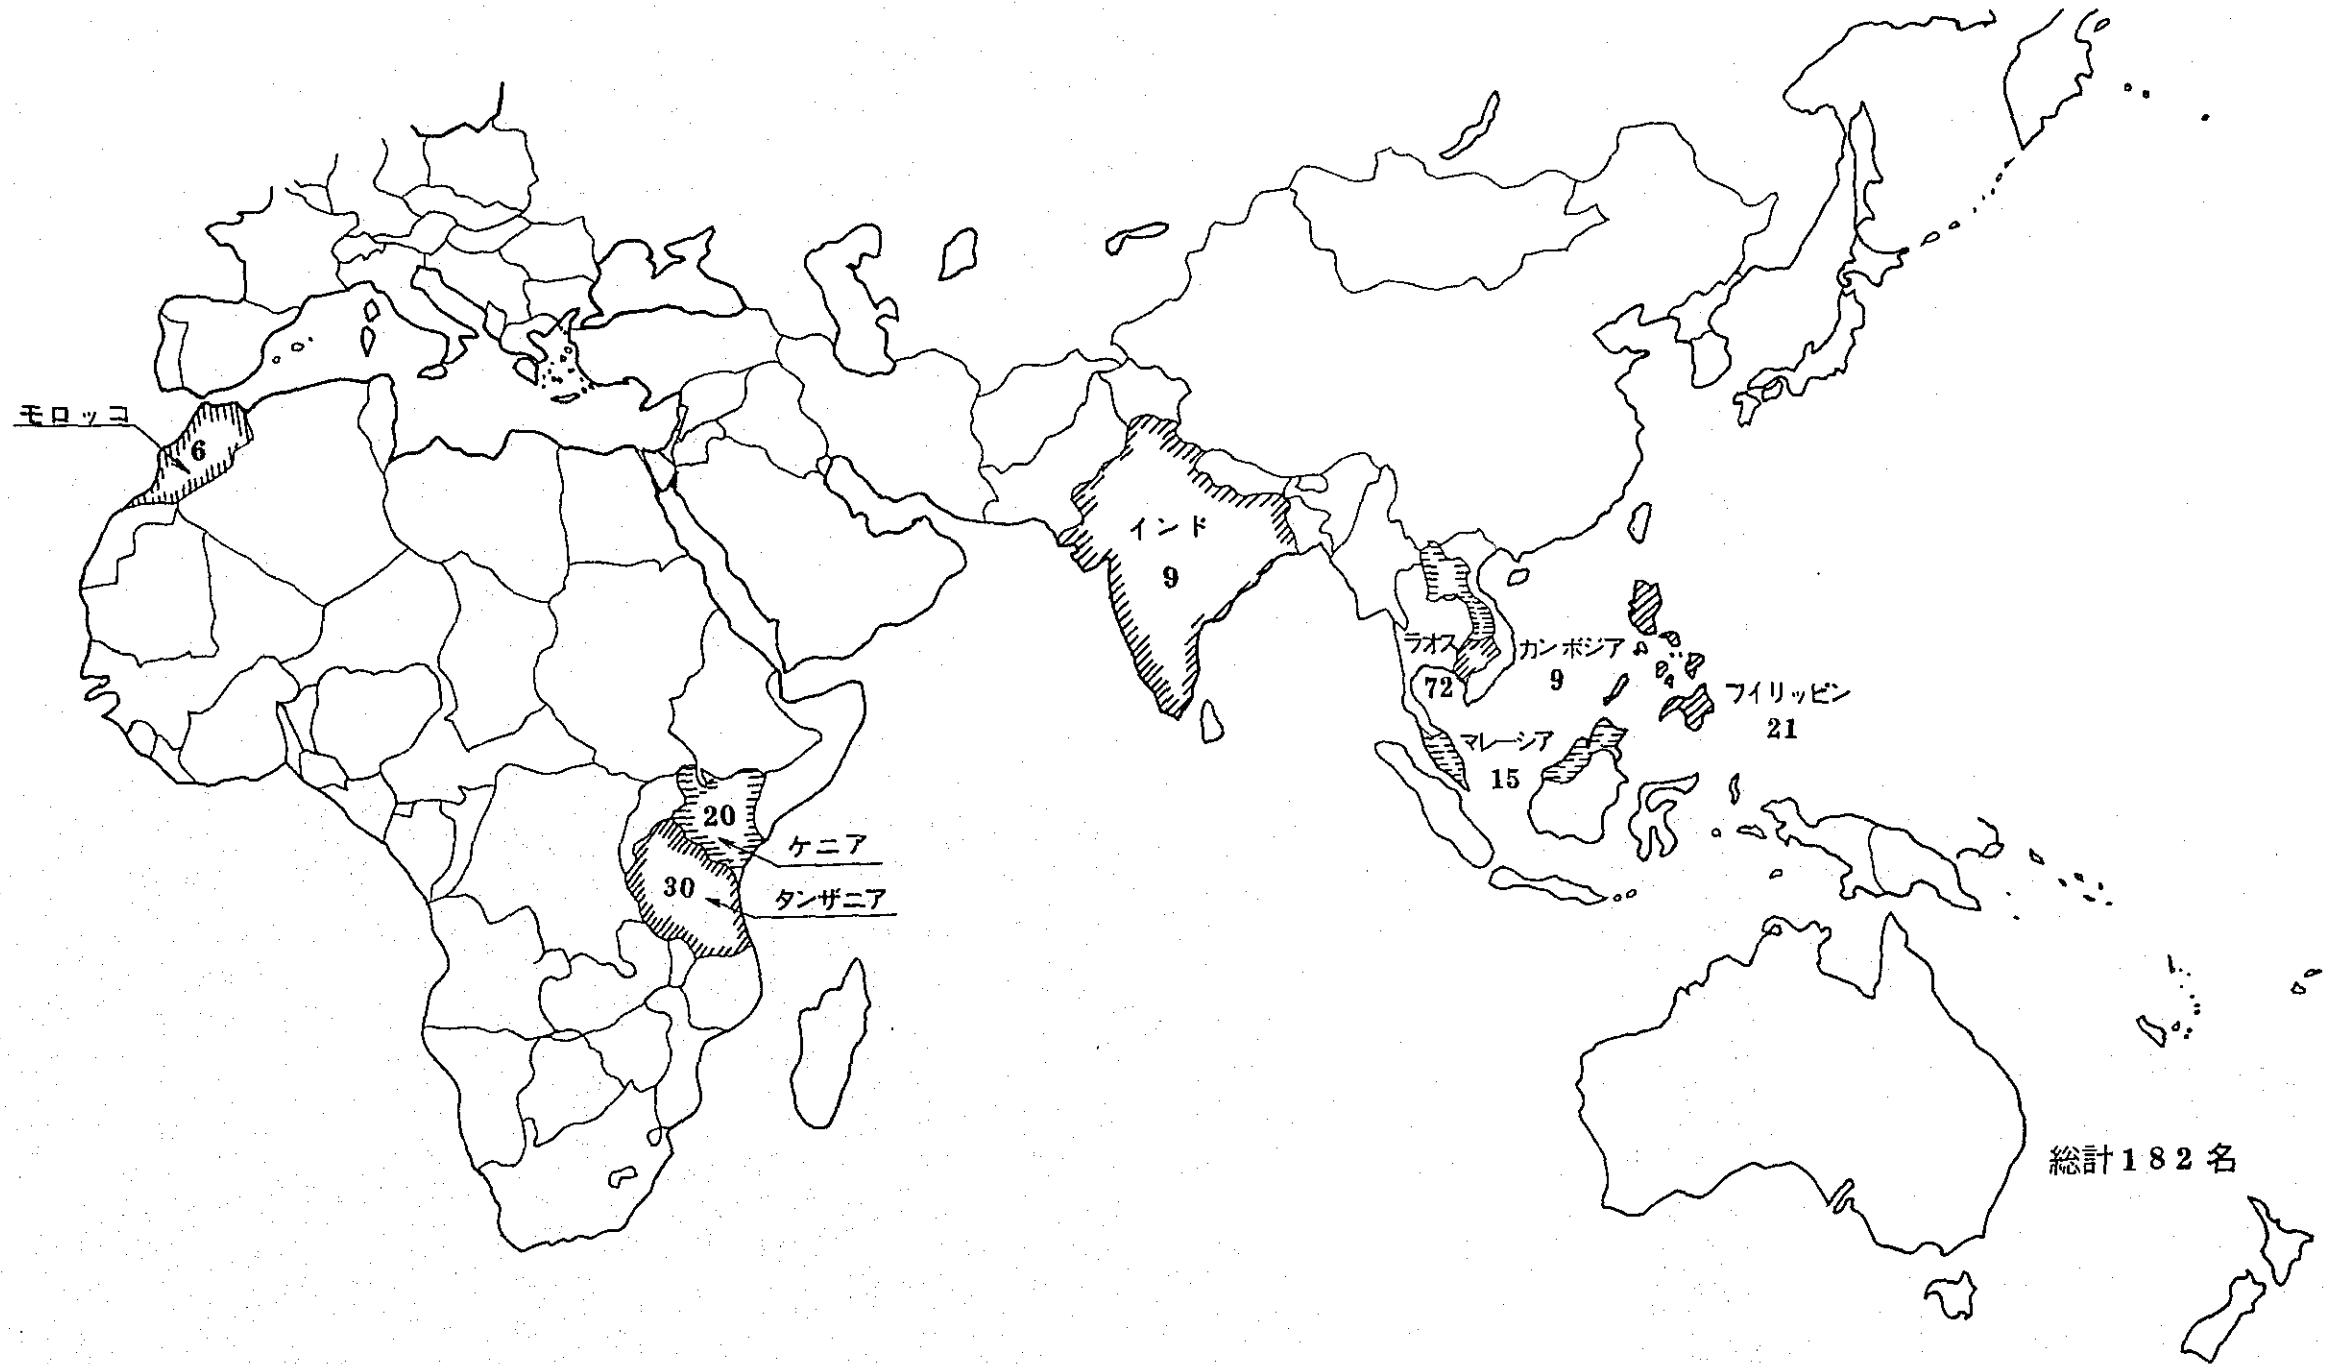 モロッコ
6
インド
9
ラオス
72
カンボジア
9
フイリッピン
21
マレーシア
15
20
ケニア
30
タンザニア
総計182名